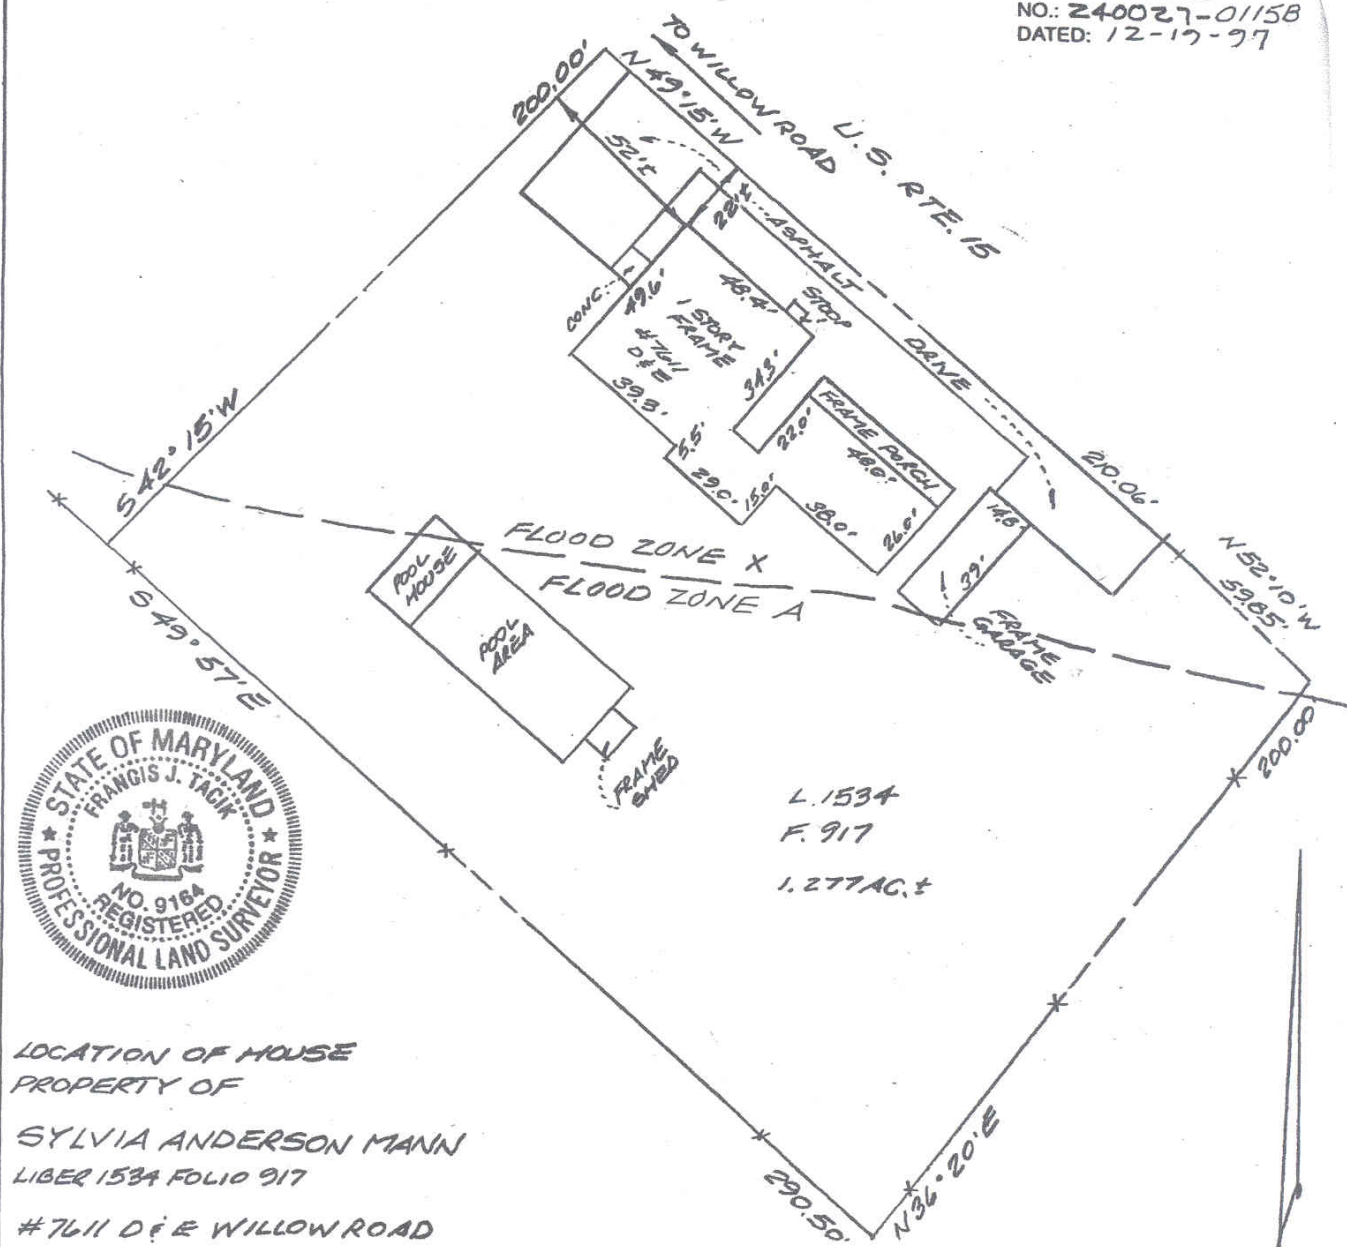 NO.: 240027-0115B
DATED: 12-19-97
TO WILLOW ROAD
200.00'
N 49°15'W
U.S. RTE. 15
52'±
22'±
ASPHALT
DRIVE
CONC.
49.6'
48.4'
STOOP
1 STORY
FRAME
#7611
D & E
34.3'
39.3'
5.5'
29.0'
15.0'
22.0'
FRAME PORCH
48.0'
38.0'
26.0'
14.8'
39'
FRAME
GARAGE
210.06'
N52°10'W
59.85'
S 42° 15'W
FLOOD ZONE X
FLOOD ZONE A
POOL
HOUSE
POOL
AREA
FRAME
SHED
S 49° 57'E
200.00'
L. 1534
F. 917
1.277 AC.±
STATE OF MARYLAND
FRANCIS J. TACIK
NO. 9164
REGISTERED
PROFESSIONAL LAND SURVEYOR
290.50'
N36°20'E
LOCATION OF HOUSE
PROPERTY OF
SYLVIA ANDERSON MANN
LIBER 1534 FOLIO 917
#7611 D & E WILLOW ROAD